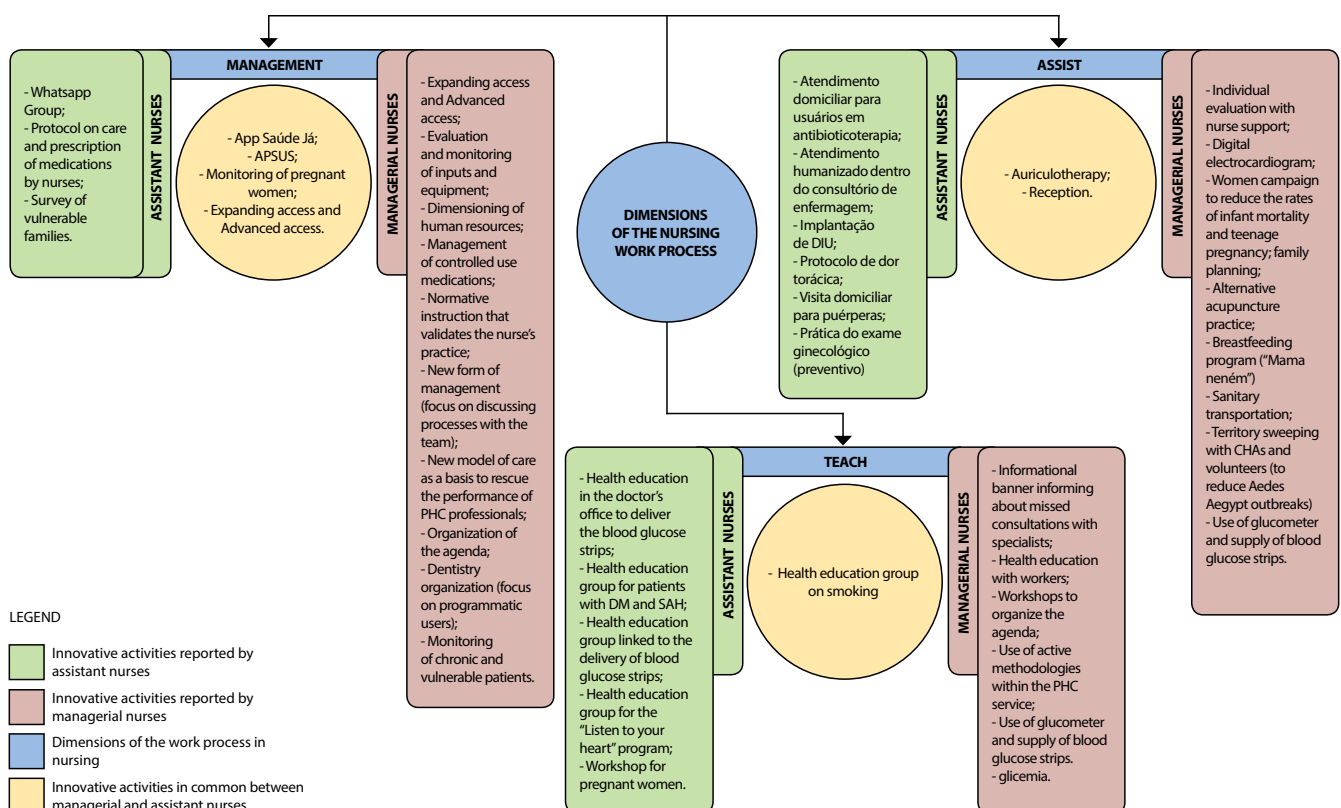 MANAGEMENT
ASSISTANT NURSES
- Whatsapp
Group;
- Protocol on care
and prescription
of medications
by nurses;
- Survey of
vulnerable
families.
- App Saúde Já;
- APSUS;
- Monitoring of pregnant
women;
- Expanding access and
Advanced access.
MANAGERIAL NURSES
- Expanding access
and Advanced
access;
- Evaluation
and monitoring
of inputs and
equipment;
- Dimensioning of
human resources;
- Management
of controlled use
medications;
- Normative
instruction that
validates the nurse's
practice;
- New form of
management
(focus on discussing
processes with the
team);
- New model of care
as a basis to rescue
the performance of
PHC professionals;
- Organization of
the agenda;
- Dentistry
organization (focus
on programmatic
users);
- Monitoring
of chronic and
vulnerable patients.
DIMENSIONS
OF THE NURSING
WORK PROCESS
ASSIST
- Atendimento
domiciliar para
usuários em
antibioticoterapia;
- Atendimento
humanizado dentro
do consultório de
enfermagem;
- Implantação
de DIU;
- Protocolo de dor
torácica;
- Visita domiciliar
para puérperas;
- Prática do exame
ginecológico
(preventivo)
ASSISTANT NURSES
- Auriculotherapy;
- Reception.
MANAGERIAL NURSES
- Individual
evaluation with
nurse support;
- Digital
electrocardiogram;
- Women campaign
to reduce the rates
of infant mortality
and teenage
pregnancy; family
planning;
- Alternative
acupuncture
practice;
- Breastfeeding
program ("Mama
neném")
- Sanitary
transportation;
- Territory sweeping
with CHAs and
volunteers (to
reduce Aedes
Aegypt outbreaks)
- Use of glucometer
and supply of blood
glucose strips.
TEACH
- Health education
in the doctor's
office to deliver
the blood glucose
strips;
- Health education
group for patients
with DM and SAH;
- Health education
group linked to the
delivery of blood
glucose strips;
- Health education
group for the
"Listen to your
heart" program;
- Workshop for
pregnant women.
ASSISTANT NURSES
- Health education group
on smoking
MANAGERIAL NURSES
- Informational
banner informing
about missed
consultations with
specialists;
- Health education
with workers;
- Workshops to
organize the
agenda;
- Use of active
methodologies
within the PHC
service;
- Use of glucometer
and supply of blood
glucose strips.
- glicemia.
LEGEND
Innovative activities reported by
assistant nurses
Innovative activities reported by
managerial nurses
Dimensions of the work process in
nursing
Innovative activities in common between
managerial and assistant nurses